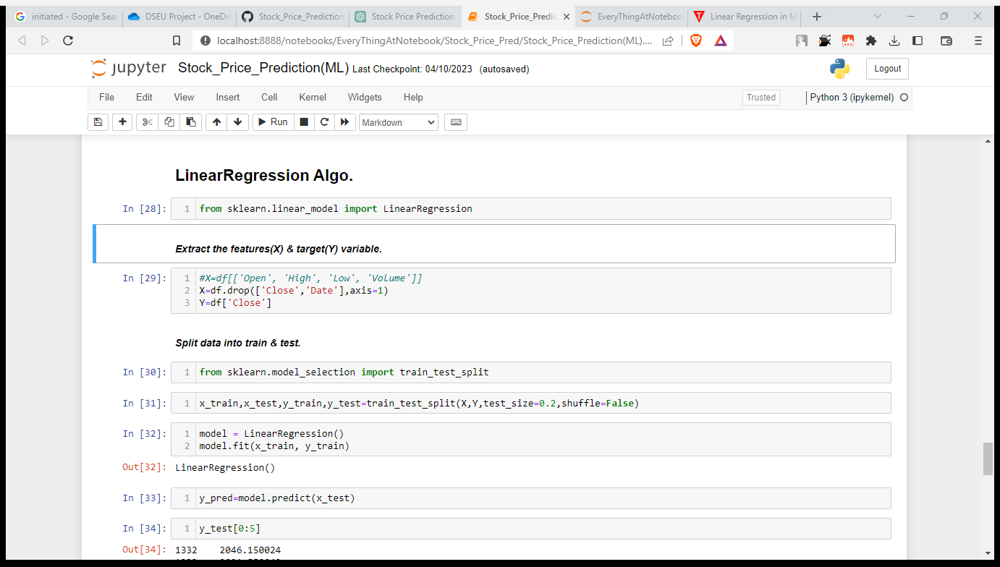 initiated - Google Sear
DSEU Project - OneDri
Stock_Price_Prediction
Stock Price Prediction
Stock_Price_Predic
EveryThingAtNotebook
Linear Regression in M
localhost:8888/notebooks/EveryThingAtNotebook/Stock_Price_Pred/Stock_Price_Prediction(ML)....
jupyter Stock_Price_Prediction(ML) Last Checkpoint: 04/10/2023 (autosaved)
Logout
File Edit View Insert Cell Kernel Widgets Help
Trusted
Python 3 (ipykernel)
Run
Markdown
LinearRegression Algo.
In [28]: 1 from sklearn.linear_model import LinearRegression
Extract the features(X) & target(Y) variable.
In [29]: 1 #X=df[['Open', 'High', 'Low', 'Volume']]
2 X=df.drop(['Close','Date'],axis=1)
3 Y=df['Close']
Split data into train & test.
In [30]: 1 from sklearn.model_selection import train_test_split
In [31]: 1 x_train,x_test,y_train,y_test=train_test_split(X,Y,test_size=0.2,shuffle=False)
In [32]: 1 model = LinearRegression()
2 model.fit(x_train, y_train)
Out[32]: LinearRegression()
In [33]: 1 y_pred=model.predict(x_test)
In [34]: 1 y_test[0:5]
Out[34]: 1332 2046.150024